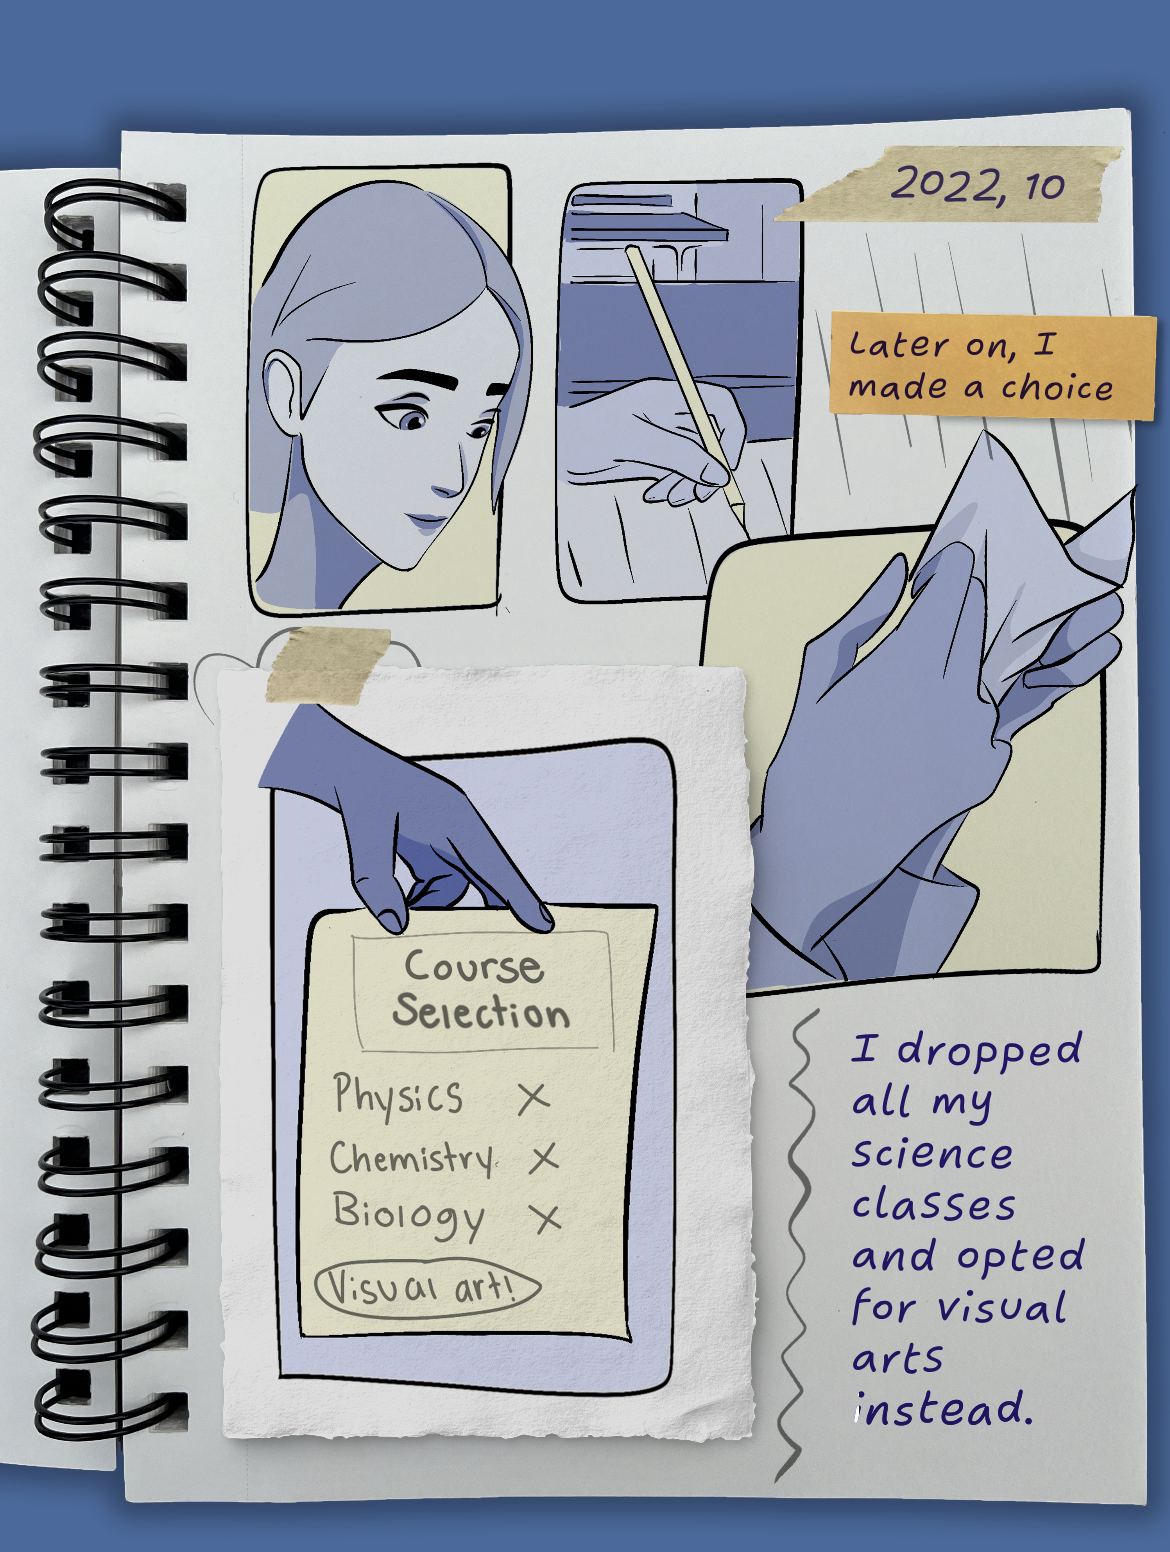 2022, 10
Later on, I
made a choice
Course
Selection
Physics X
Chemistry X
Biology X
Visual art!
I dropped
all my
science
classes
and opted
for visual
arts
instead.